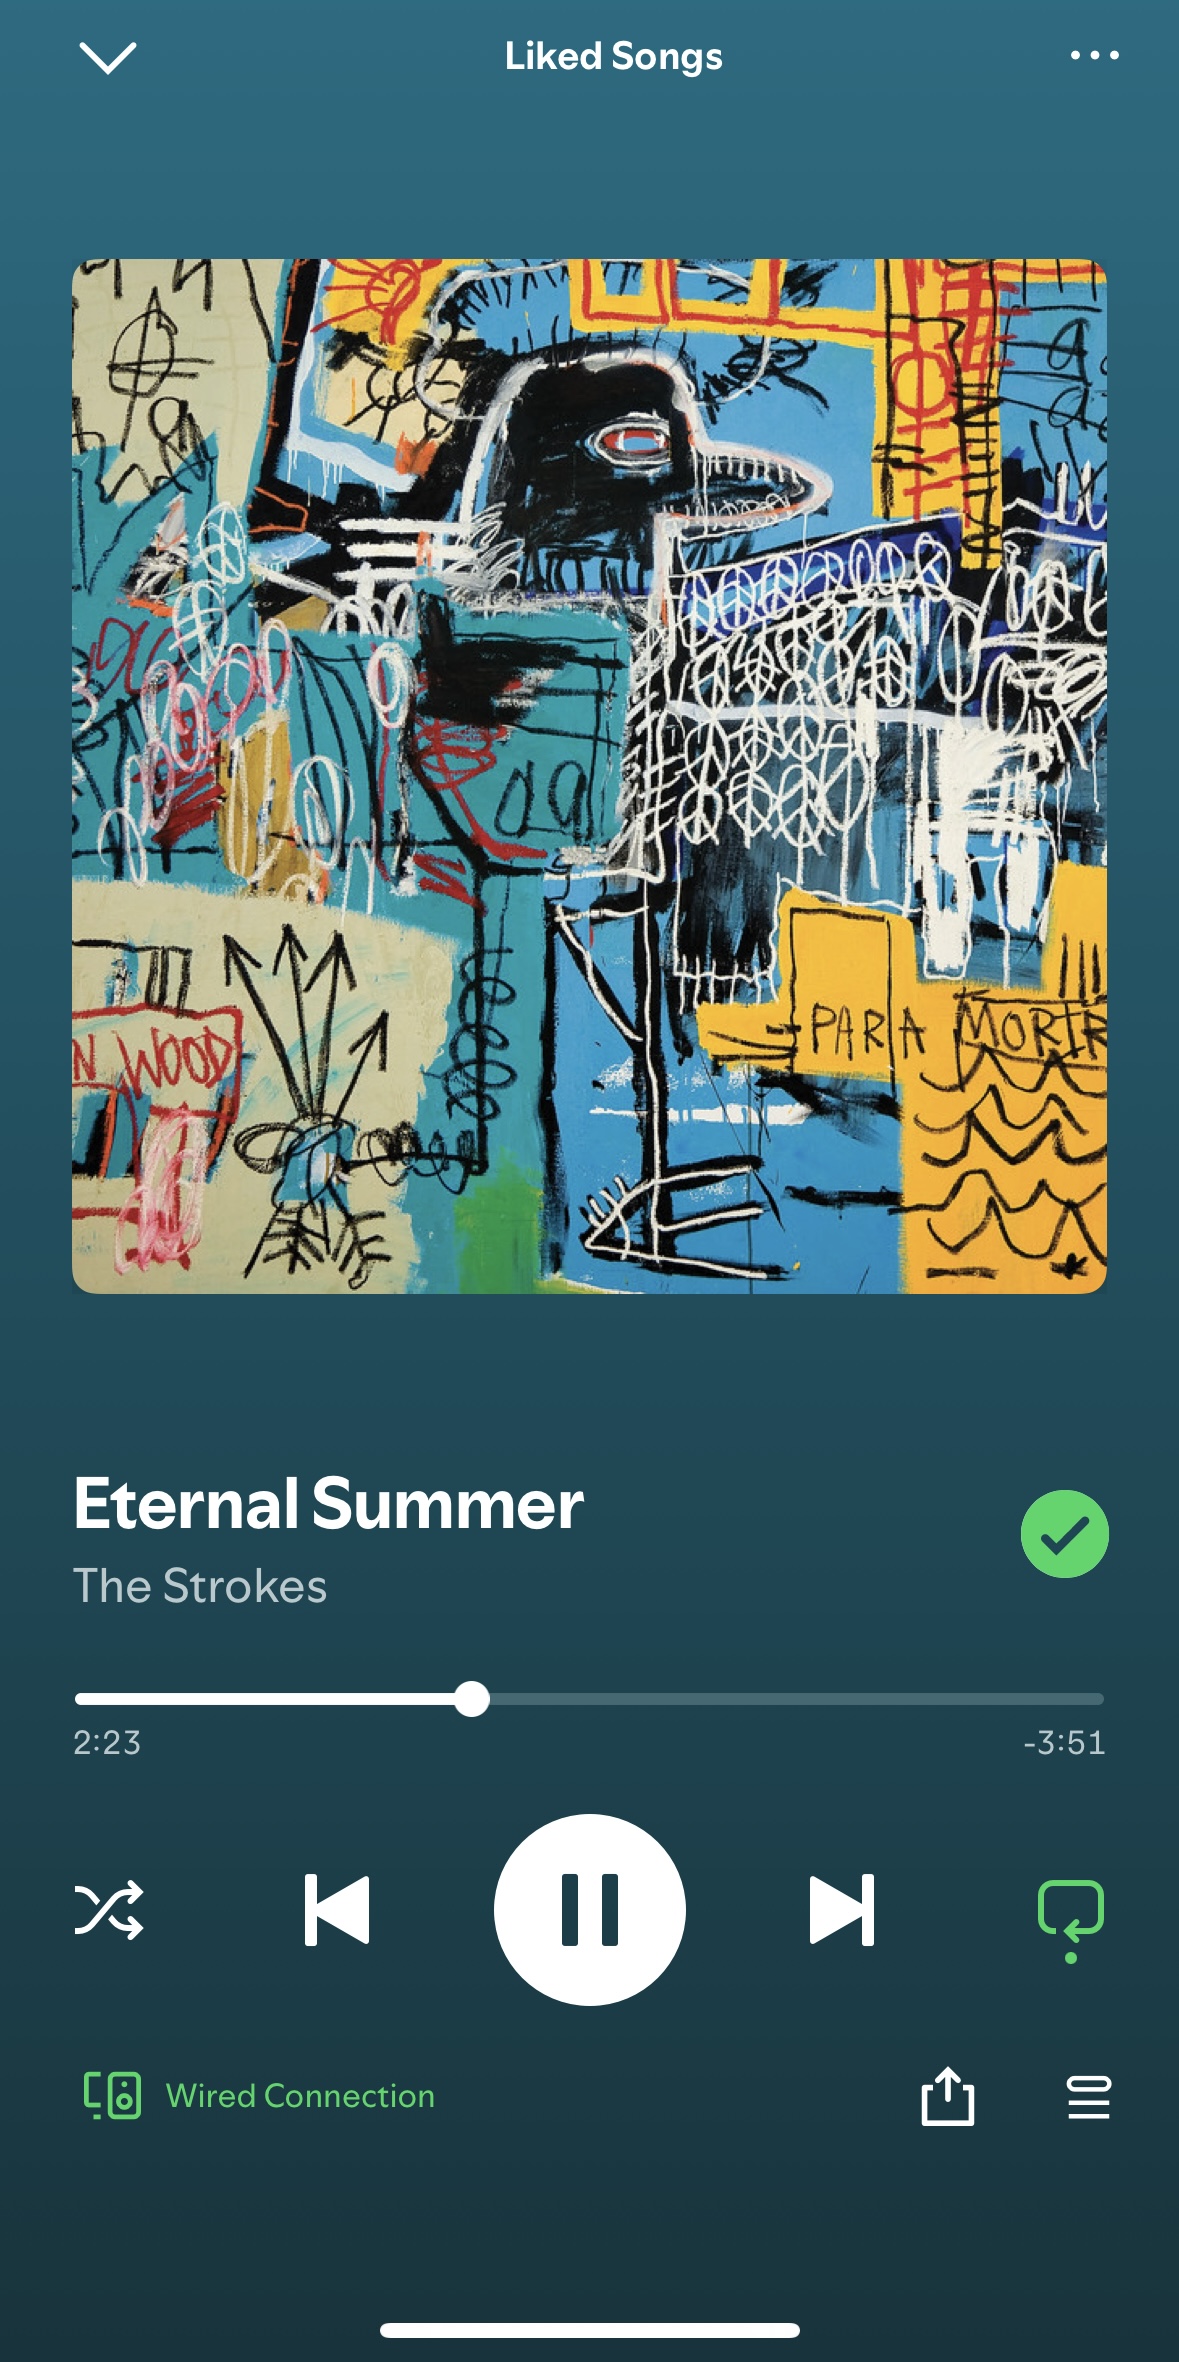 Liked Songs
N WOOD
PARA MORIR
Eternal Summer
The Strokes
2:23
-3:51
Wired Connection